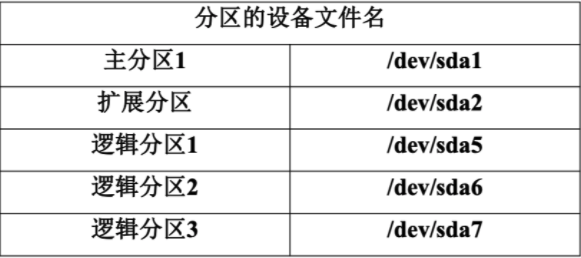 分区的设备文件名
主分区1 /dev/sda1
扩展分区 /dev/sda2
逻辑分区1 /dev/sda5
逻辑分区2 /dev/sda6
逻辑分区3 /dev/sda7